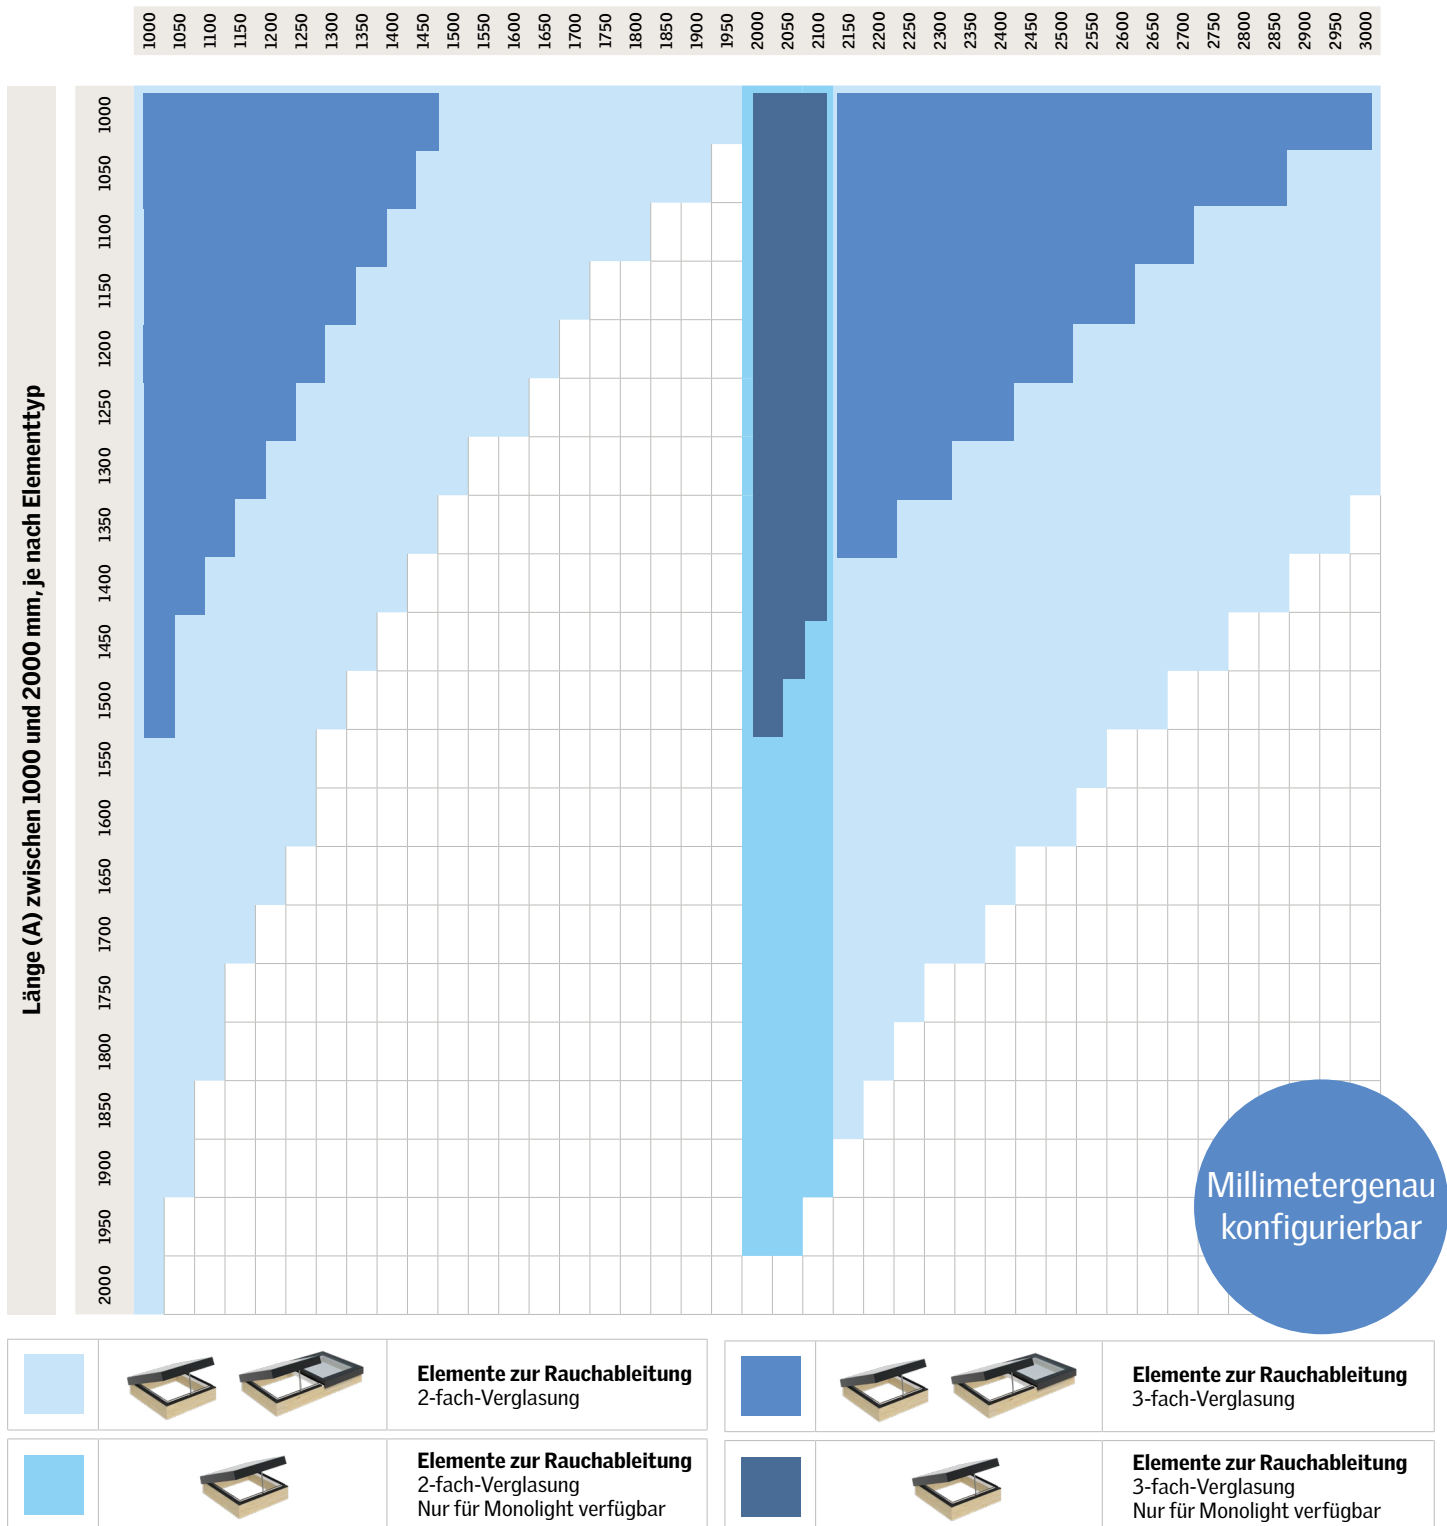 1000 1050 1100 1150 1200 1250 1300 1350 1400 1450 1500 1550 1600 1650 1700 1750 1800 1850 1900 1950 2000 2050 2100 2150 2200 2250 2300 2350 2400 2450 2500 2550 2600 2650 2700 2750 2800 2850 2900 2950 3000
Länge (A) zwischen 1000 und 2000 mm, je nach Elementtyp
1000
1050
1100
1150
1200
1250
1300
1350
1400
1450
1500
1550
1600
1650
1700
1750
1800
1850
1900
1950
2000
Millimetergenau
konfigurierbar
Elemente zur Rauchableitung
2-fach-Verglasung
Elemente zur Rauchableitung
3-fach-Verglasung
Elemente zur Rauchableitung
2-fach-Verglasung
Nur für Monolight verfügbar
Elemente zur Rauchableitung
3-fach-Verglasung
Nur für Monolight verfügbar